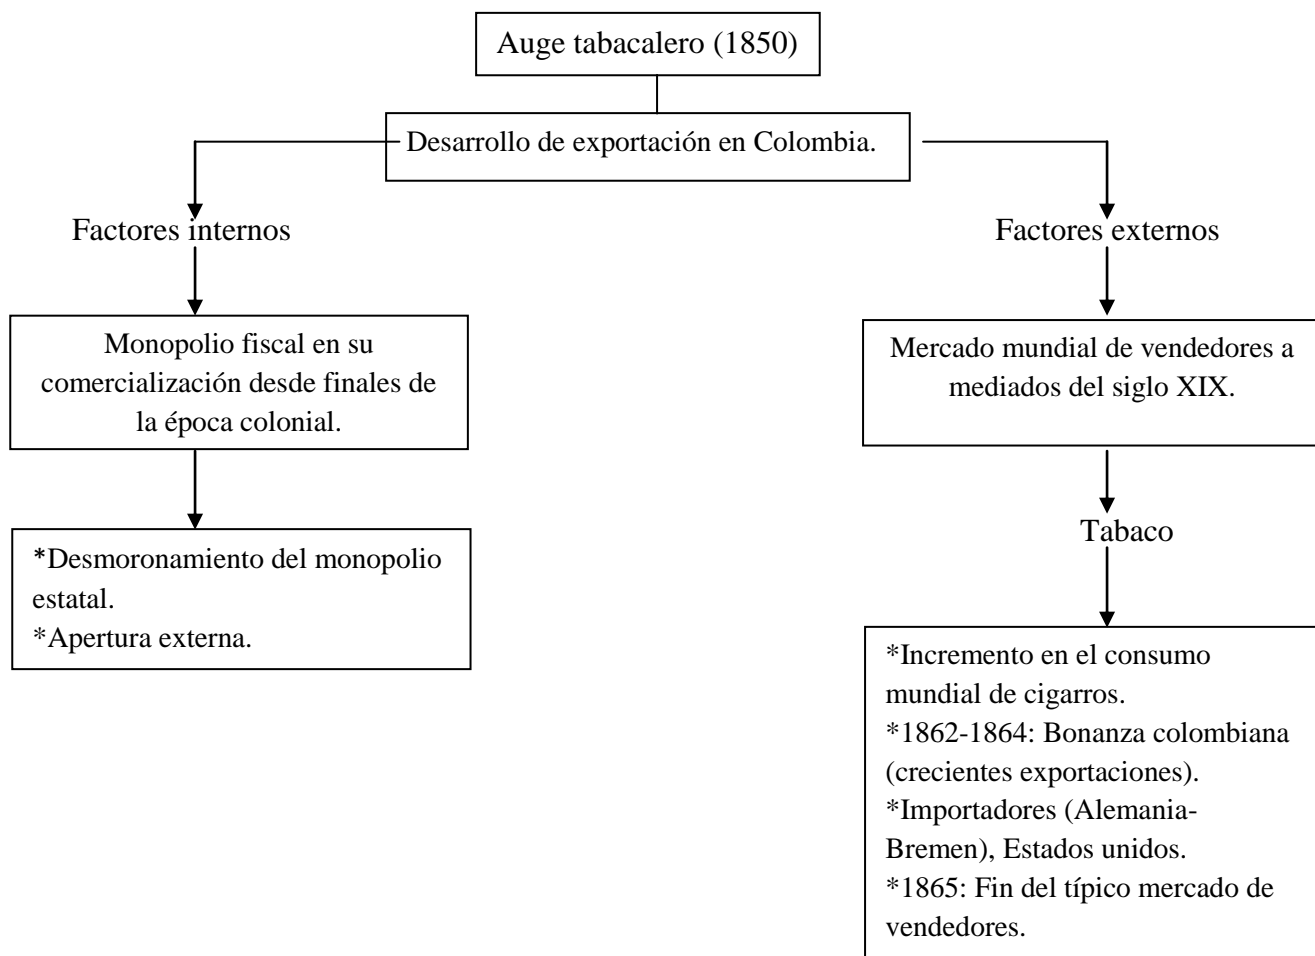 Auge tabacalero (1850)
Desarrollo de exportación en Colombia.
Factores internos
Factores externos
Monopolio fiscal en su
comercialización desde finales de
la época colonial.
Mercado mundial de vendedores a
mediados del siglo XIX.
*Desmoronamiento del monopolio
estatal.
*Apertura externa.
Tabaco
*Incremento en el consumo
mundial de cigarros.
*1862-1864: Bonanza colombiana
(crecientes exportaciones).
*Importadores (Alemania-
Bremen), Estados unidos.
*1865: Fin del típico mercado de
vendedores.